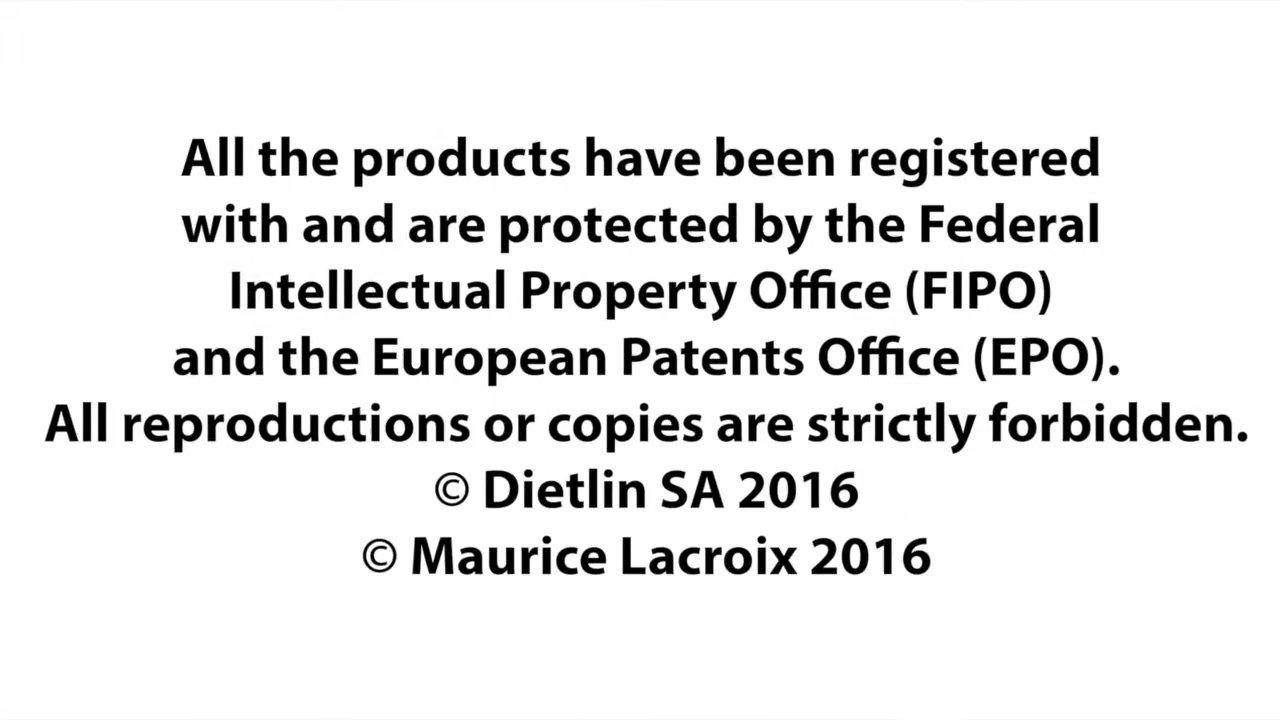 All the products have been registered
with and are protected by the Federal
Intellectual Property Office (FIPO)
and the European Patents Office (EPO).
All reproductions or copies are strictly forbidden.
© Dietlin SA 2016
© Maurice Lacroix 2016